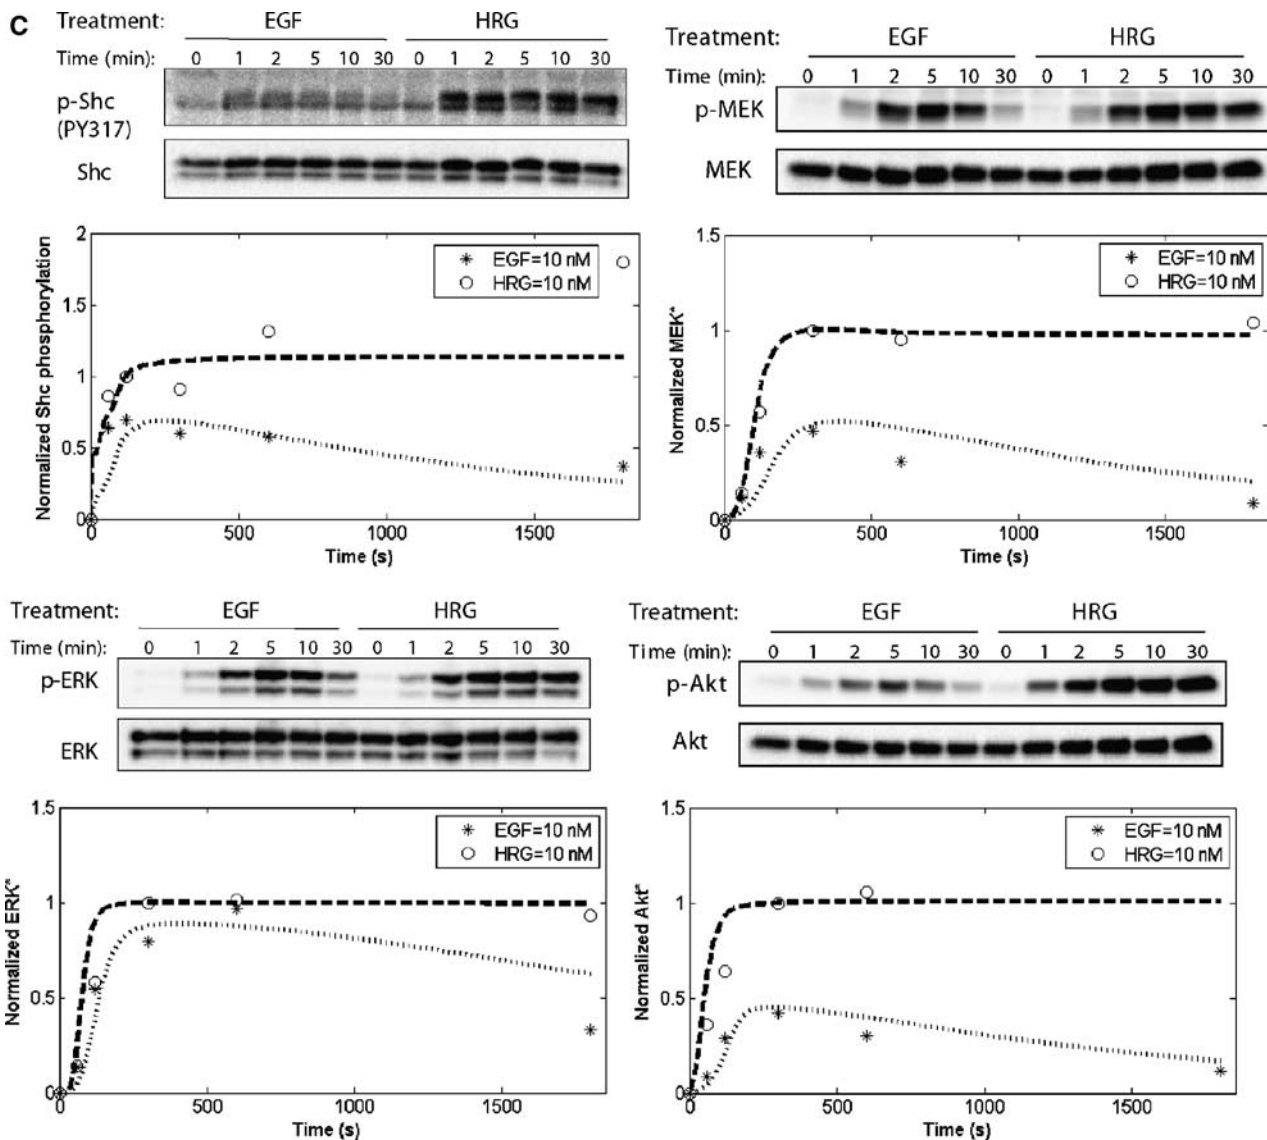 C
Treatment: EGF HRG
Time (min): 0 1 2 5 10 30 0 1 2 5 10 30
p-Shc
(PY317)
Shc
Normalized Shc phosphorylation
2
1.5
1
0.5
0
EGF=10 nM
HRG=10 nM
0 500 1000 1500
Time (s)
Treatment: EGF HRG
Time (min): 0 1 2 5 10 30 0 1 2 5 10 30
p-MEK
MEK
Normalized MEK*
1.5
1
0.5
0
EGF=10 nM
HRG=10 nM
0 500 1000 1500
Time (s)
Treatment: EGF HRG
Time (min): 0 1 2 5 10 30 0 1 2 5 10 30
p-ERK
ERK
Normalized ERK*
1.5
1
0.5
0
EGF=10 nM
HRG=10 nM
0 500 1000 1500
Time (s)
Treatment: EGF HRG
Time (min): 0 1 2 5 10 30 0 1 2 5 10 30
p-Akt
Akt
Normalized Akt*
1.5
1
0.5
0
EGF=10 nM
HRG=10 nM
0 500 1000 1500
Time (s)